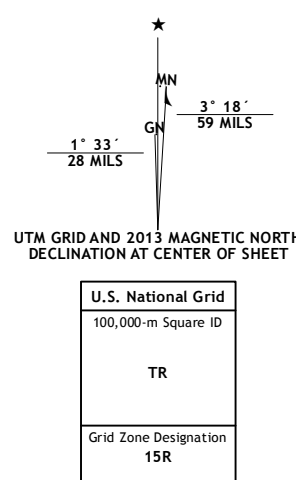 ★
MN
GN
3° 18´
59 MILS
1° 33´
28 MILS
UTM GRID AND 2013 MAGNETIC NORTH
DECLINATION AT CENTER OF SHEET
U.S. National Grid
100,000-m Square ID
TR
Grid Zone Designation
15R